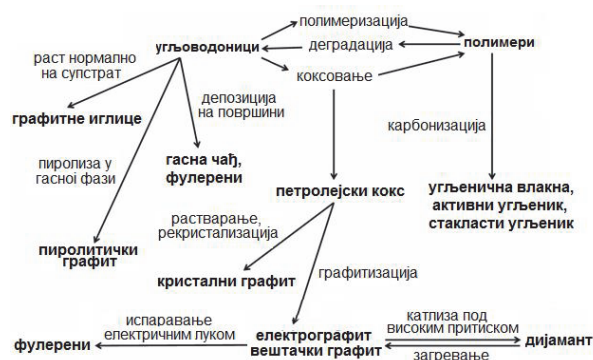 полимеризација
угљоводоници
деградација
полимери
коксовање
раст нормално
на супстрат
депозиција
на површини
графитне иглице
карбонизација
пиролиза у
гасној фази
гасна чађ,
фулерени
петролејски кокс
угљенична влакна,
активни угљеник,
стакласти угљеник
растварање,
рекристализација
пиролитички
графит
кристални графит
графитизација
испаравање
електричним луком
фулерени
електрографит
вештачки графит
катлиза под
високим притиском
загревање
дијамант